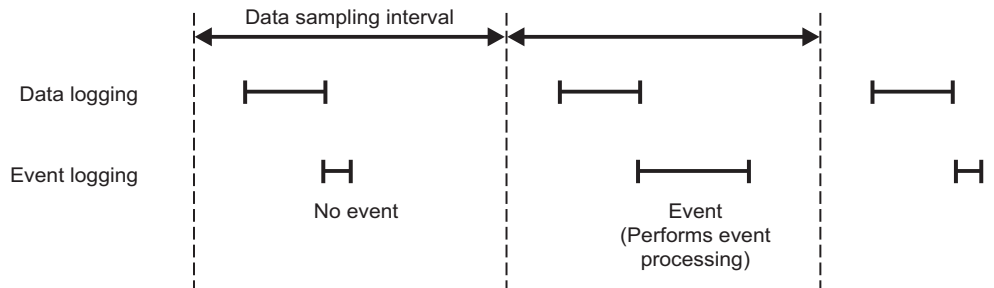 Data sampling interval
Data logging
Event logging
No event
Event
(Performs event
processing)